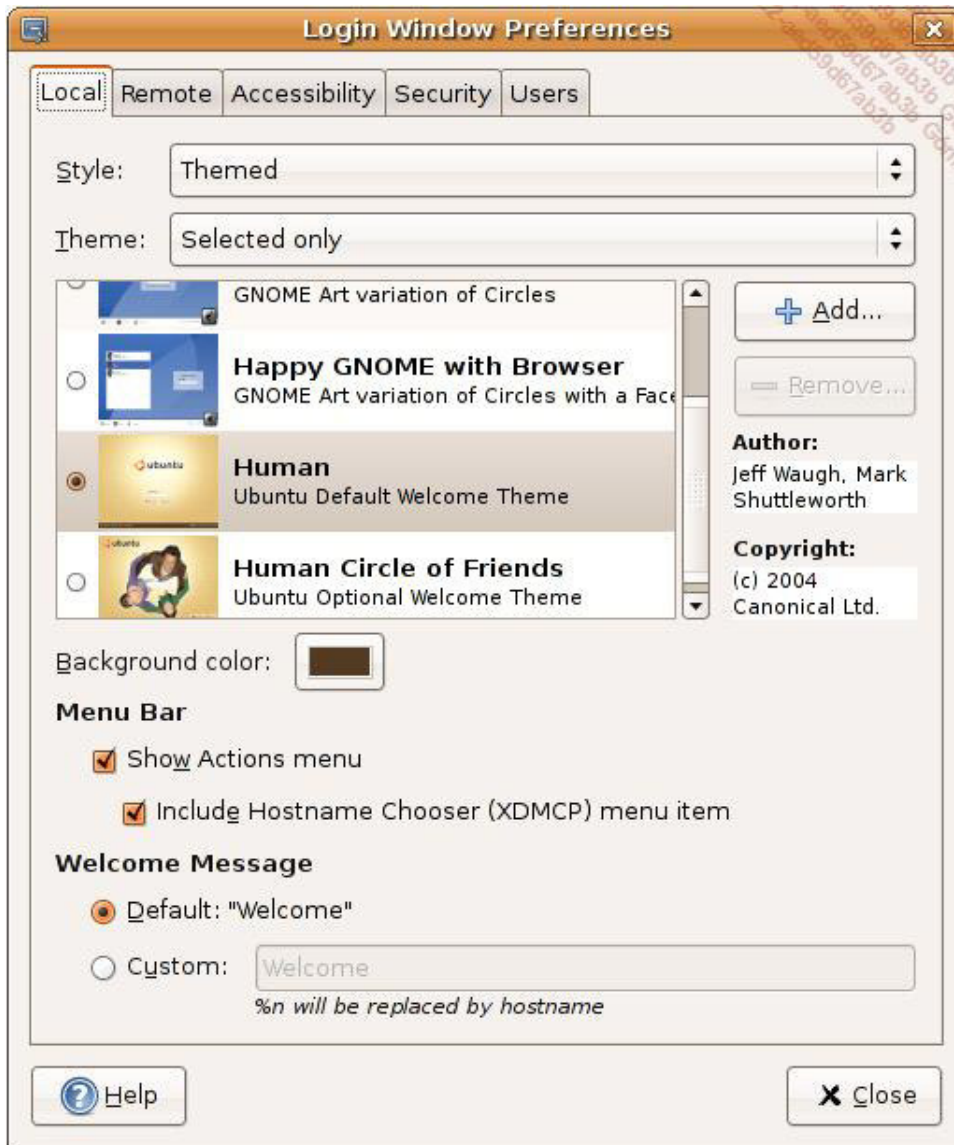 Login Window Preferences
Local Remote Accessibility Security Users
Style: Themed
Theme: Selected only
GNOME Art variation of Circles
Happy GNOME with Browser
GNOME Art variation of Circles with a Face
Human
Ubuntu Default Welcome Theme
Human Circle of Friends
Ubuntu Optional Welcome Theme
Add...
Remove...
Author:
Jeff Waugh, Mark
Shuttleworth
Copyright:
(c) 2004
Canonical Ltd.
Background color:
Menu Bar
Show Actions menu
Include Hostname Chooser (XDMCP) menu item
Welcome Message
Default: "Welcome"
Custom: Welcome
%n will be replaced by hostname
Help
Close
ubuntu
ubuntu